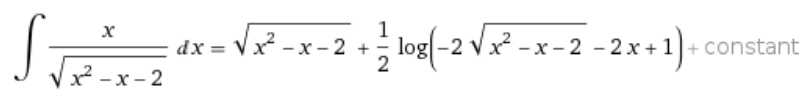 ∫ x/√(x² − x − 2) dx = √(x² − x − 2) + 1/2 log(−2 √(x² − x − 2) − 2 x + 1) + constant